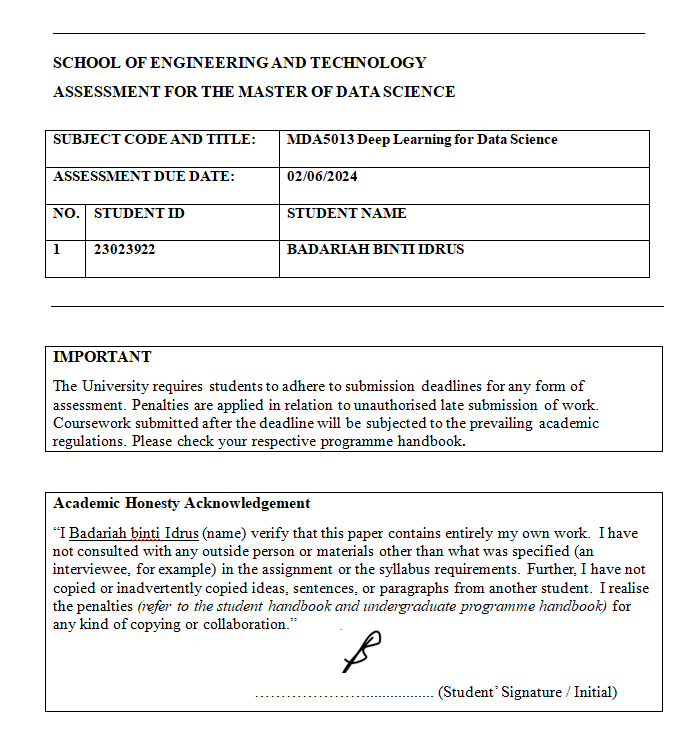 SCHOOL OF ENGINEERING AND TECHNOLOGY
ASSESSMENT FOR THE MASTER OF DATA SCIENCE
SUBJECT CODE AND TITLE: MDA5013 Deep Learning for Data Science
ASSESSMENT DUE DATE: 02/06/2024
NO. STUDENT ID STUDENT NAME
1 23023922 BADARIAH BINTI IDRUS
IMPORTANT
The University requires students to adhere to submission deadlines for any form of
assessment. Penalties are applied in relation to unauthorised late submission of work.
Coursework submitted after the deadline will be subjected to the prevailing academic
regulations. Please check your respective programme handbook.
Academic Honesty Acknowledgement
“I Badariah binti Idrus (name) verify that this paper contains entirely my own work. I have
not consulted with any outside person or materials other than what was specified (an
interviewee, for example) in the assignment or the syllabus requirements. Further, I have not
copied or inadvertently copied ideas, sentences, or paragraphs from another student. I realise
the penalties (refer to the student handbook and undergraduate programme handbook) for
any kind of copying or collaboration.”
……………………................. (Student’ Signature / Initial)